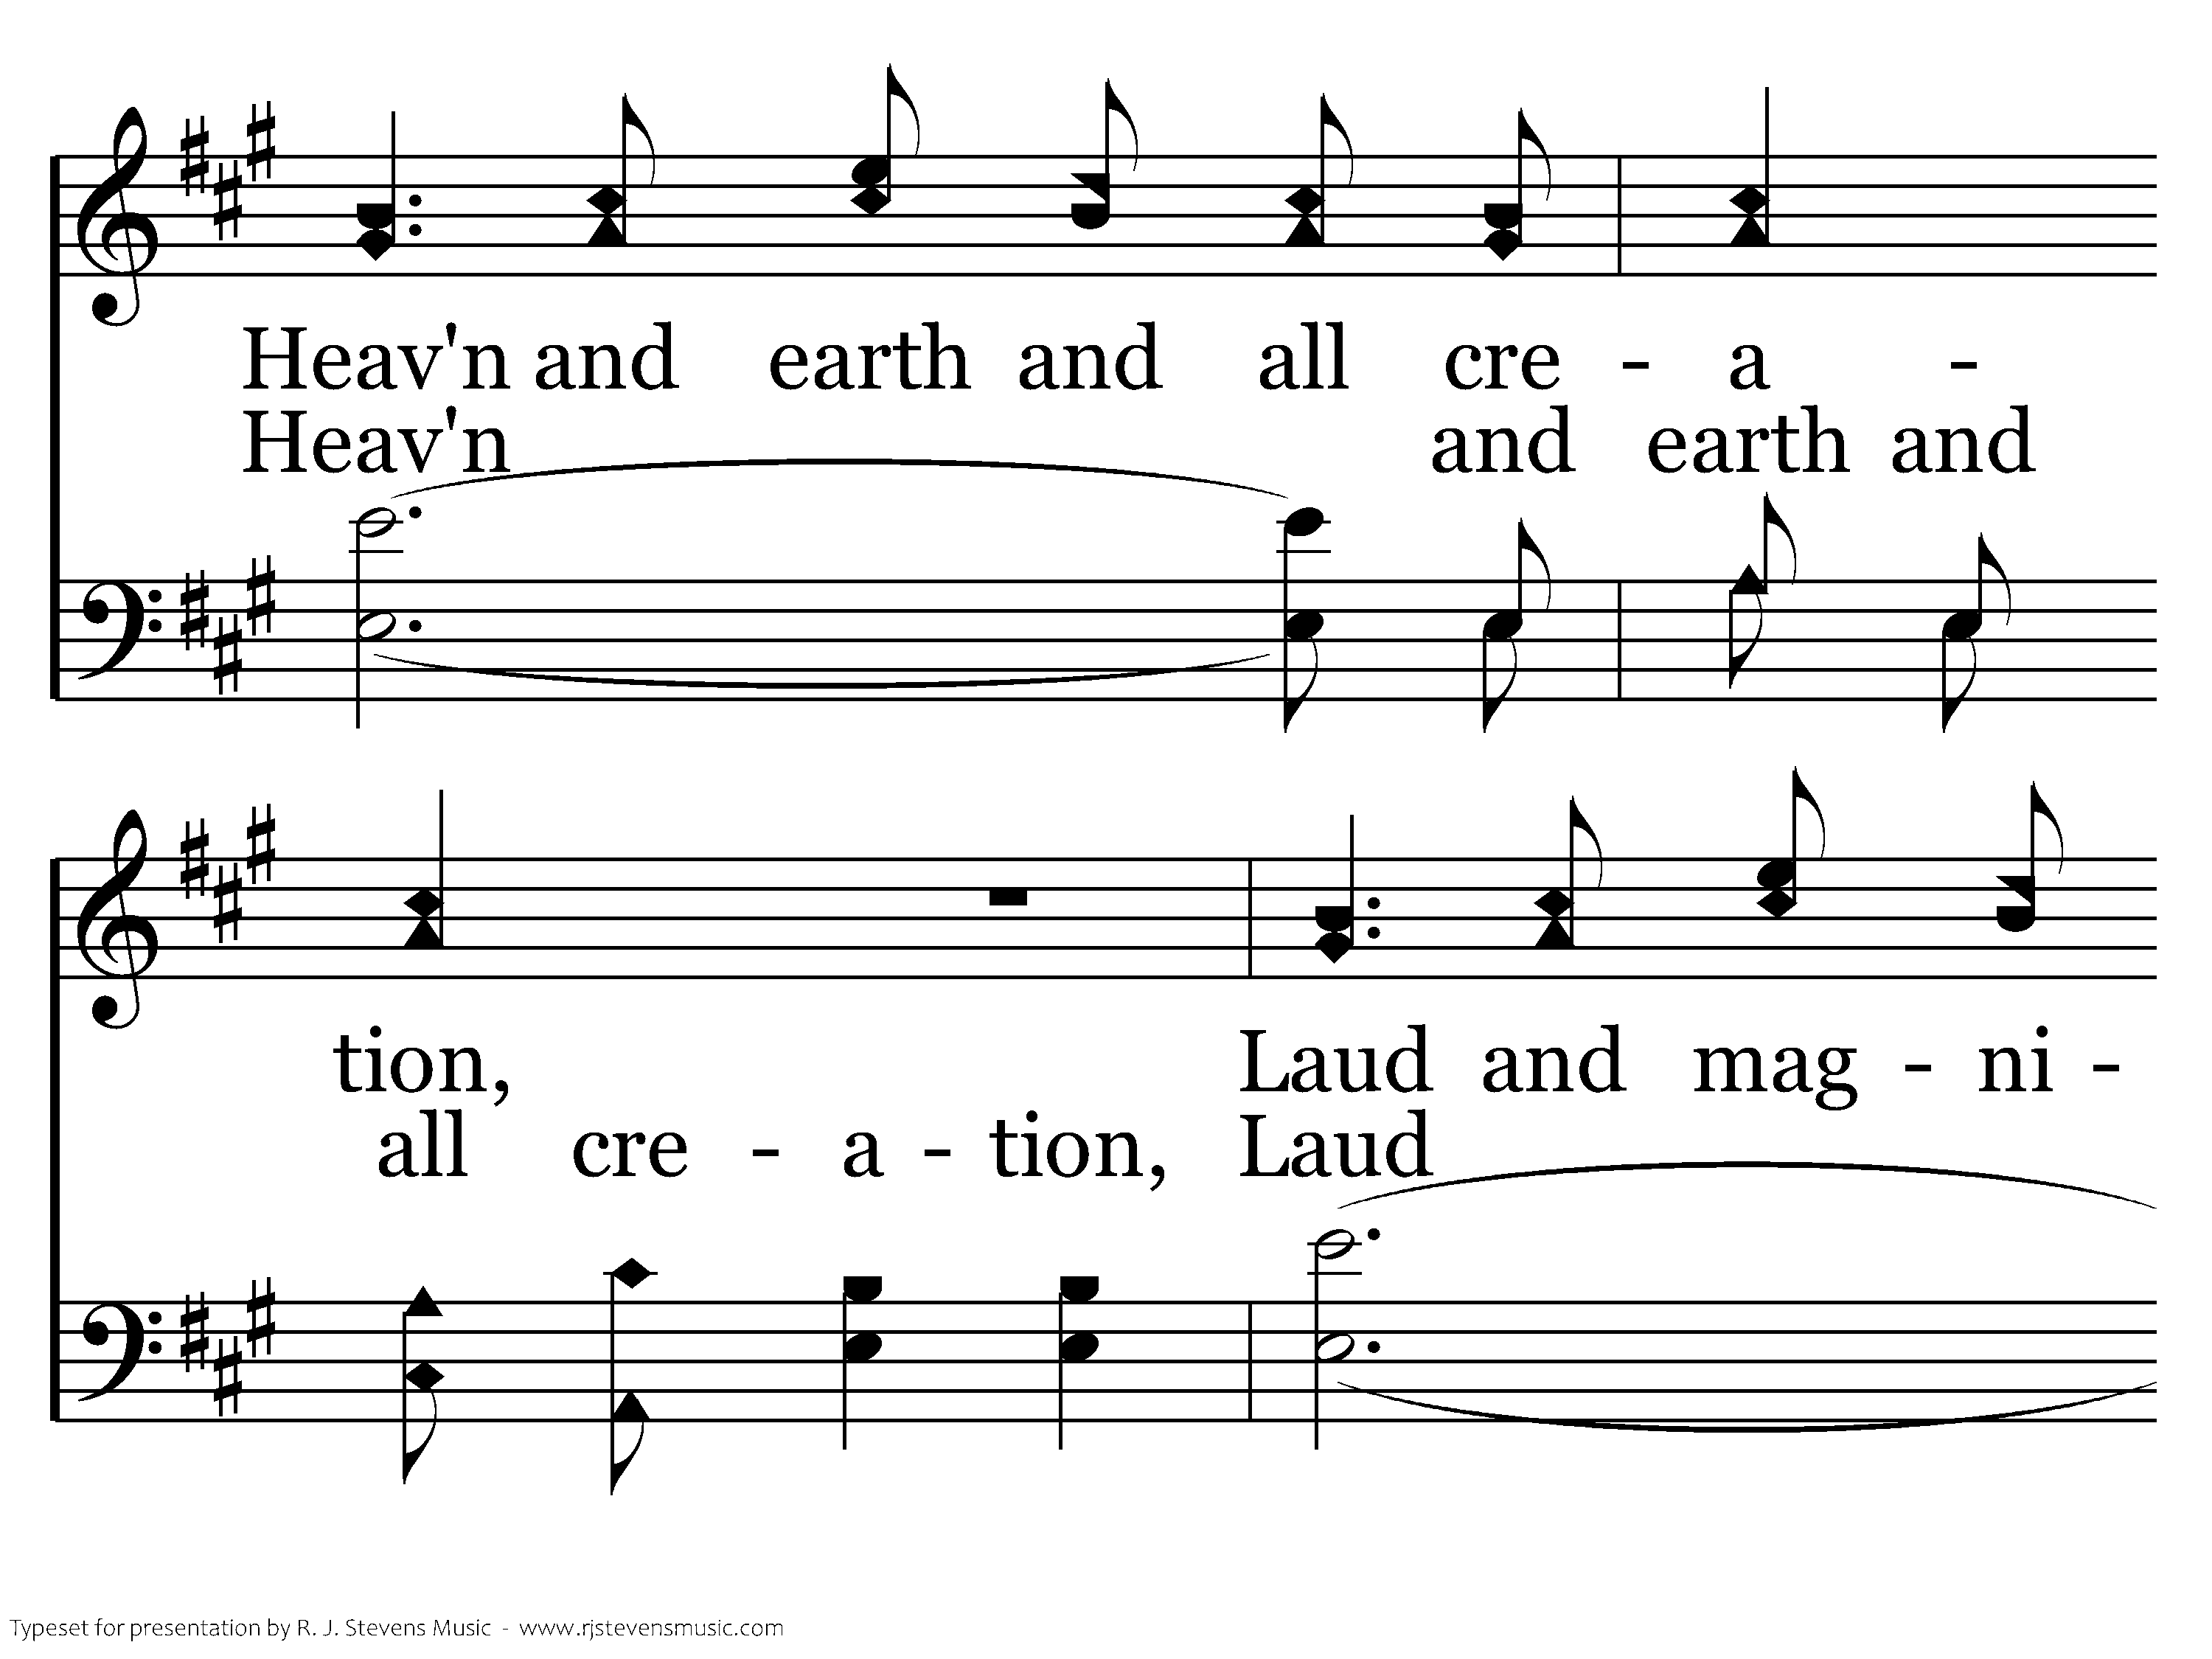 Heav'n and earth and all cre - a -
Heav'n and earth and
tion, Laud and mag - ni -
all cre - a - tion, Laud
Typeset for presentation by R. J. Stevens Music - www.rjstevensmusic.com